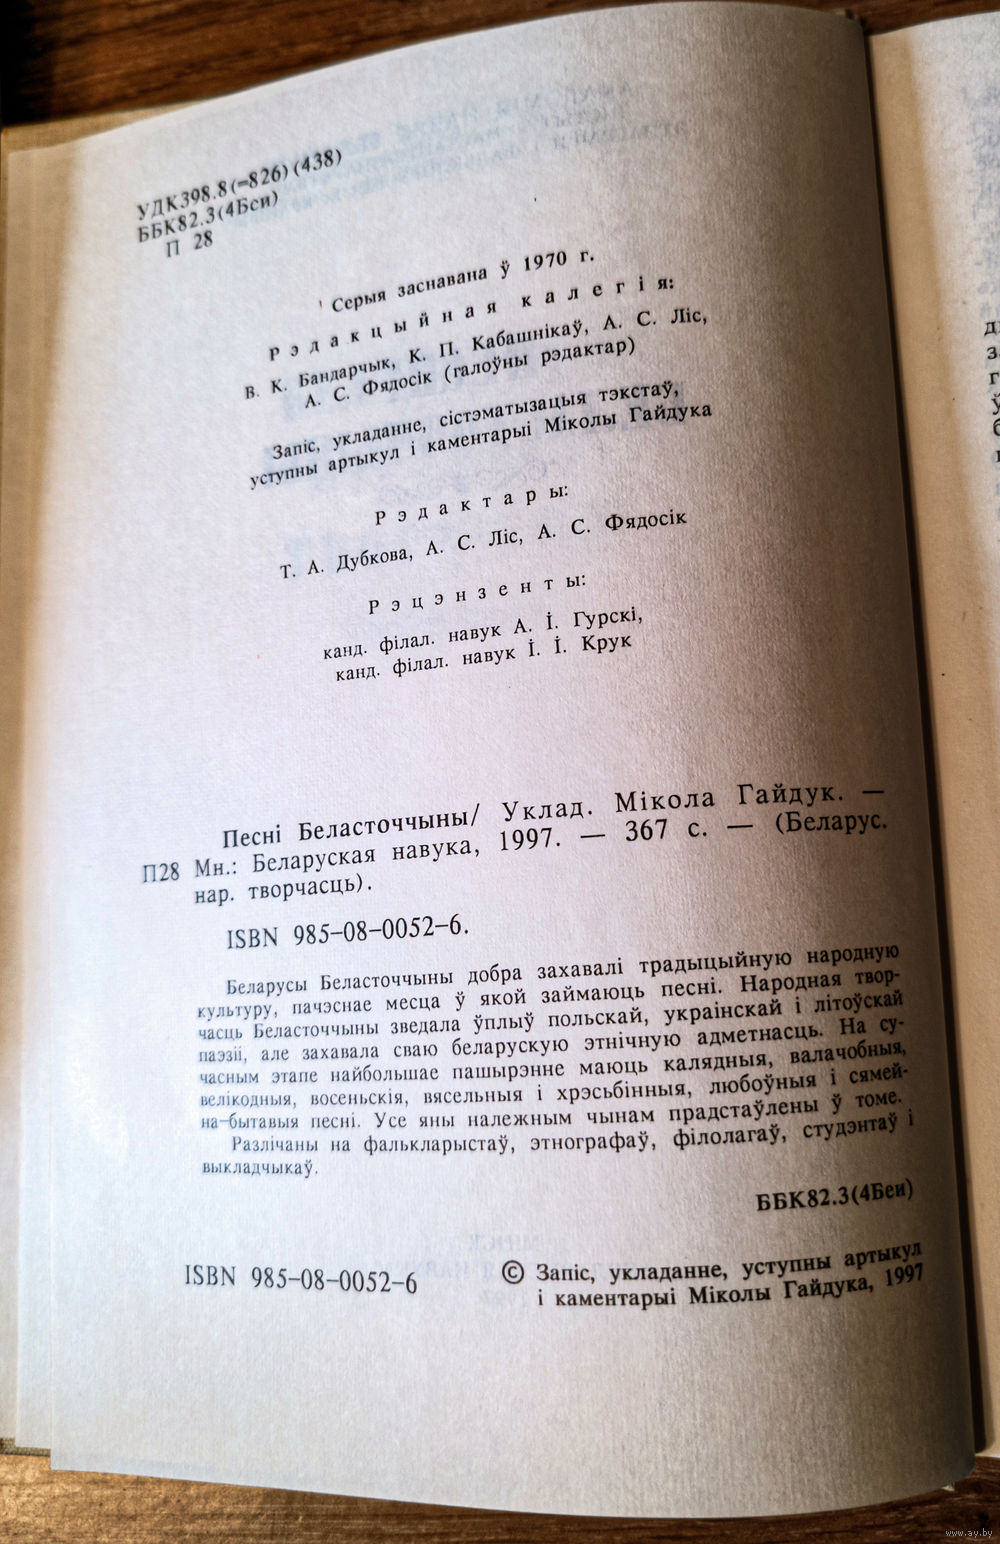 УДК398.8(=826)(438)
ББК82.3(4Беи)
П 28
Серыя заснавана ў 1970 г.
Рэдакцыйная калегія:
В. К. Бандарчык, К. П. Кабашнікаў, А. С. Ліс,
А. С. Фядосік (галоўны рэдактар)
Запіс, укладанне, сістэматызацыя тэкстаў,
уступны артыкул і каментарыі Міколы Гайдука
Рэдактары:
Т. А. Дубкова, А. С. Ліс, А. С. Фядосік
Рэцэнзенты:
канд. філал. навук А. І. Гурскі,
канд. філал. навук І. І. Крук
Песні Беласточчыны/ Уклад. Мікола Гайдук. —
П28 Мн.: Беларуская навука, 1997. — 367 с. — (Беларус.
нар. творчасць).
ISBN 985-08-0052-6.
Беларусы Беласточчыны добра захавалі традыцыйную народную
культуру, пачэснае месца ў якой займаюць песні. Народная твор-
часць Беласточчыны зведала ўплыў польскай, украінскай і літоўскай
паэзіі, але захавала сваю беларускую этнічную адметнасць. На су-
часным этапе найбольшае пашырэнне маюць калядныя, валачобныя,
велікодныя, восеньскія, вясельныя і хрэсьбінныя, любоўныя і сямей-
на-бытавыя песні. Усе яны належным чынам прадстаўлены ў томе.
Разлічаны на фалькларыстаў, этнографаў, філолагаў, студэнтаў і
выкладчыкаў.
ББК82.3(4Беи)
ISBN 985-08-0052-6
© Запіс, укладанне, уступны артыкул
і каментарыі Міколы Гайдука, 1997
www.ay.by